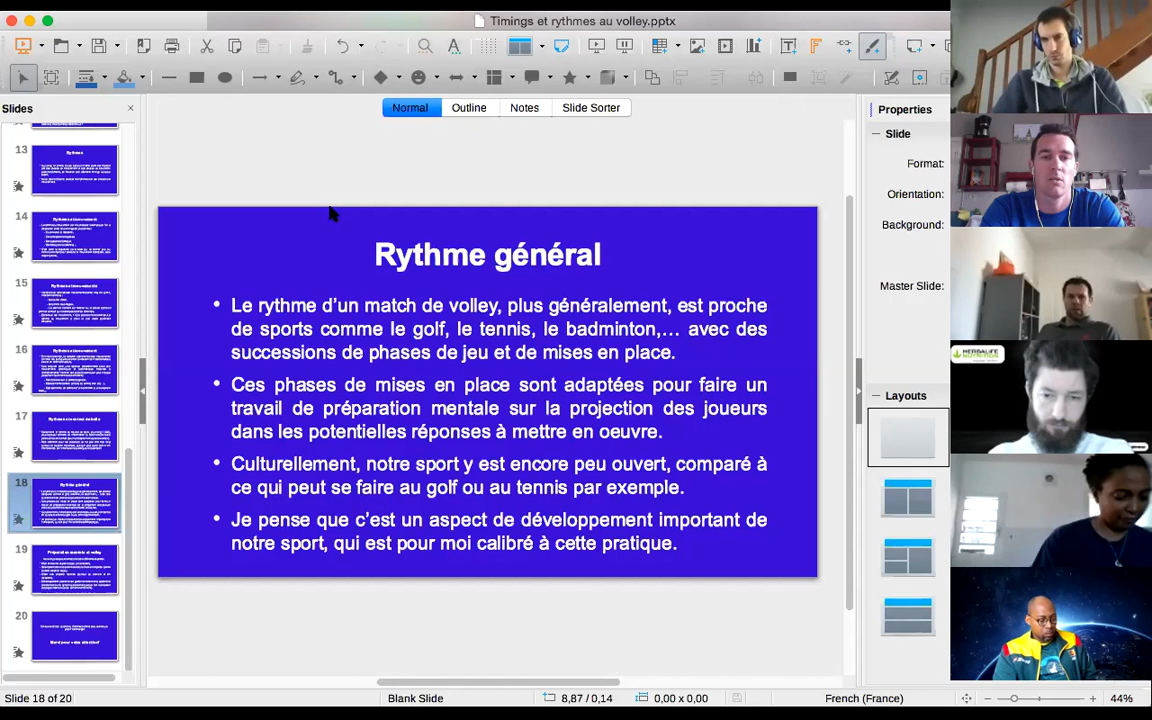 Timings et rythmes au volley.pptx
Slides
Normal
Outline
Notes
Slide Sorter
Properties
Slide
Format:
Orientation:
Background:
Master Slide:
Layouts
13
Rythmes
14
15
16
17
18
Rythme général
19
20
Rythme général
• Le rythme d’un match de volley, plus généralement, est proche
de sports comme le golf, le tennis, le badminton,… avec des
successions de phases de jeu et de mises en place.
• Ces phases de mises en place sont adaptées pour faire un
travail de préparation mentale sur la projection des joueurs
dans les potentielles réponses à mettre en oeuvre.
• Culturellement, notre sport y est encore peu ouvert, comparé à
ce qui peut se faire au golf ou au tennis par exemple.
• Je pense que c’est un aspect de développement important de
notre sport, qui est pour moi calibré à cette pratique.
HERBALIFE
NUTRITION
Slide 18 of 20
Blank Slide
8,87 / 0,14
0,00 x 0,00
French (France)
44%